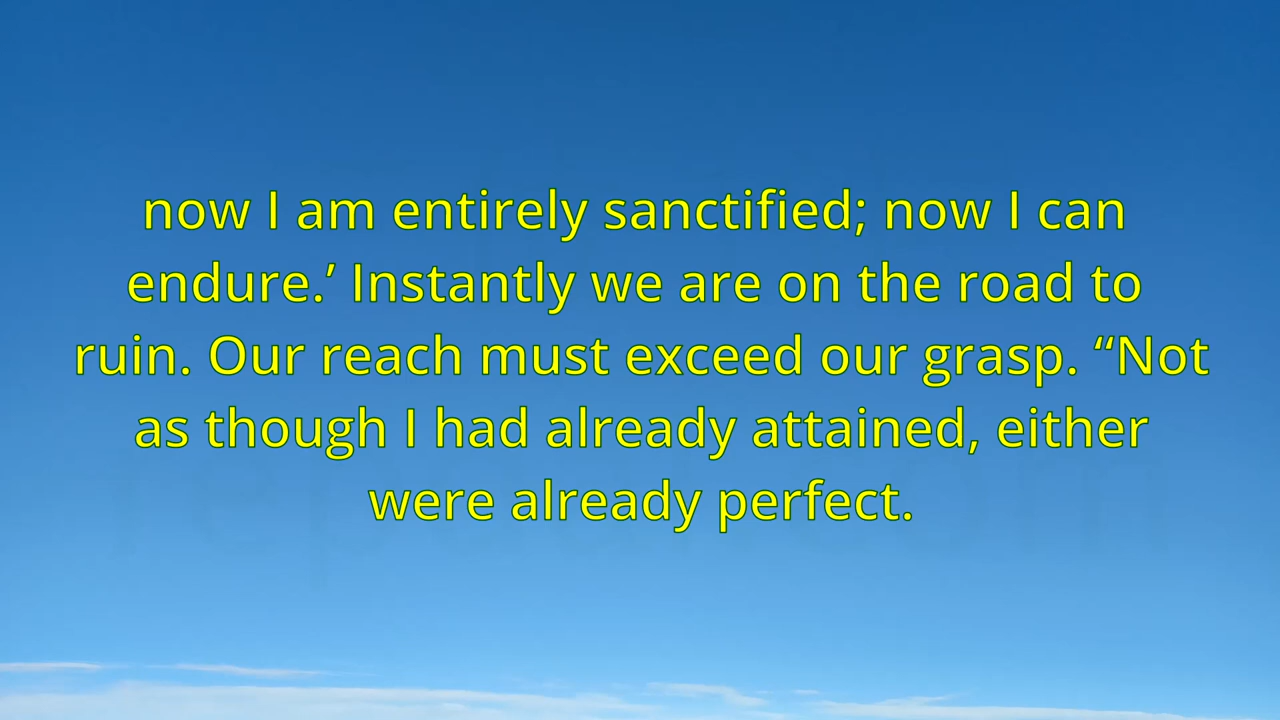 now I am entirely sanctified; now I can
endure.’ Instantly we are on the road to
ruin. Our reach must exceed our grasp. “Not
as though I had already attained, either
were already perfect.